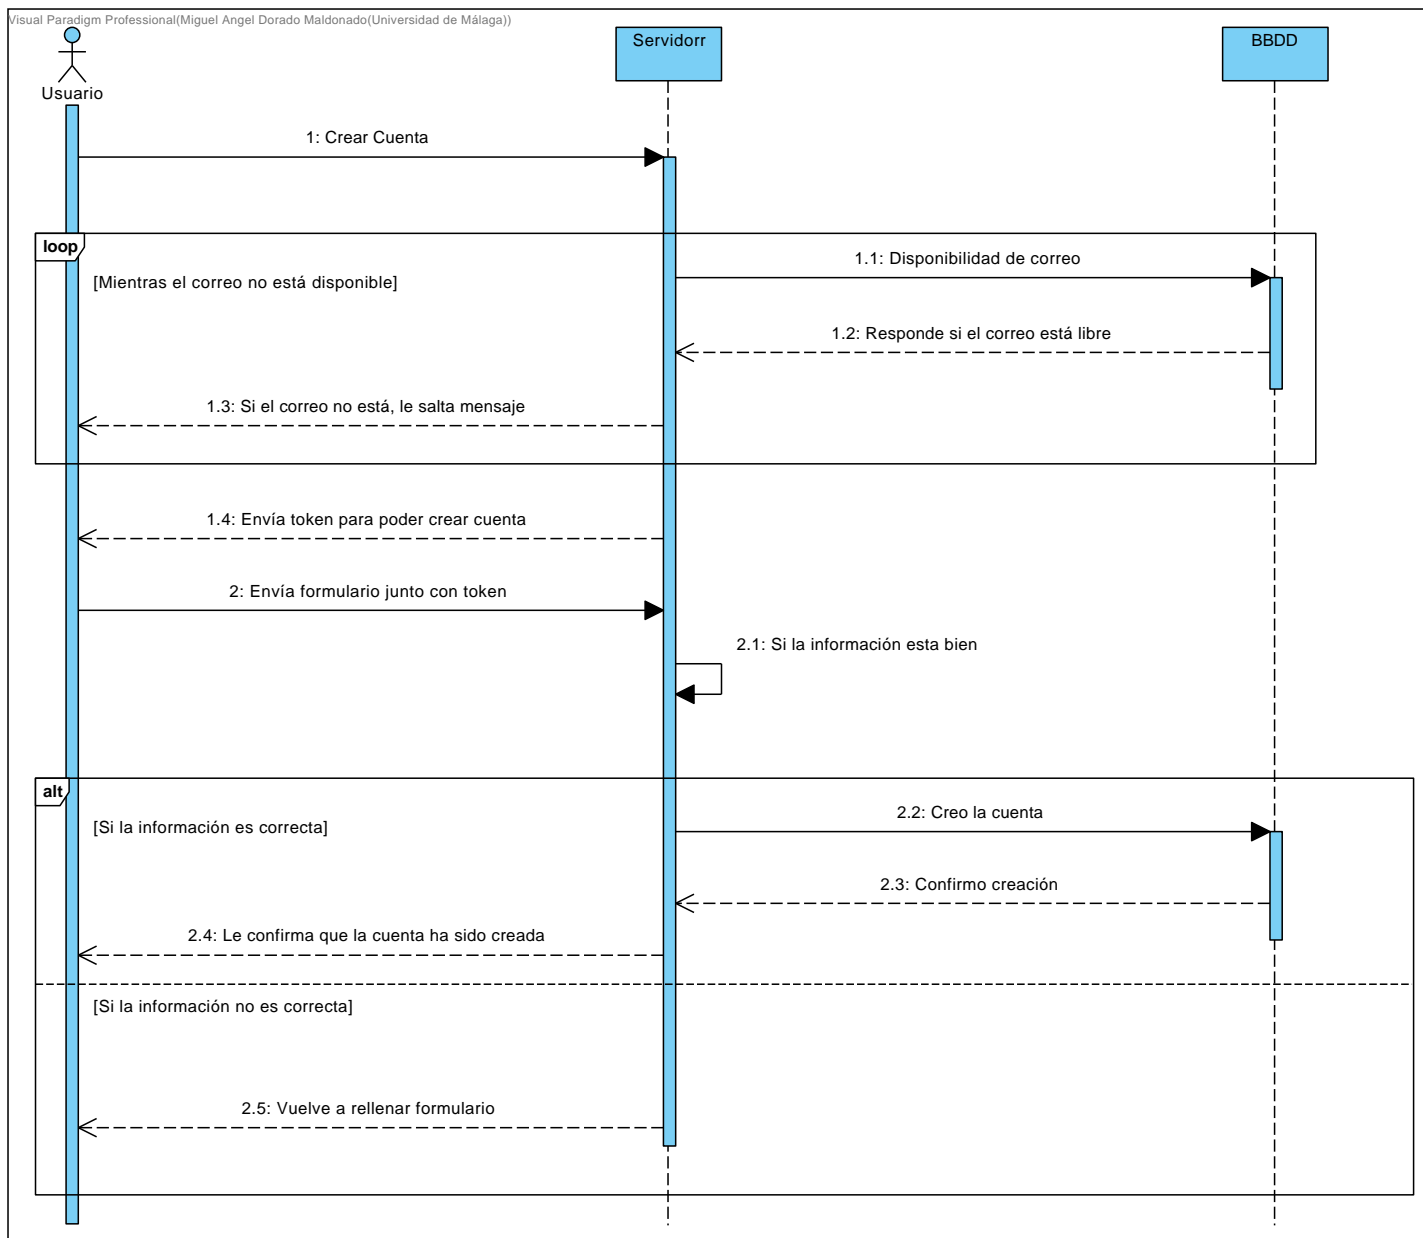 Visual Paradigm Professional(Miguel Angel Dorado Maldonado(Universidad de Málaga))
Usuario
Servidorr
BBDD
1: Crear Cuenta
loop
[Mientras el correo no está disponible]
1.1: Disponibilidad de correo
1.2: Responde si el correo está libre
1.3: Si el correo no está, le salta mensaje
1.4: Envía token para poder crear cuenta
2: Envía formulario junto con token
2.1: Si la información esta bien
alt
[Si la información es correcta]
2.2: Creo la cuenta
2.3: Confirmo creación
2.4: Le confirma que la cuenta ha sido creada
[Si la información no es correcta]
2.5: Vuelve a rellenar formulario